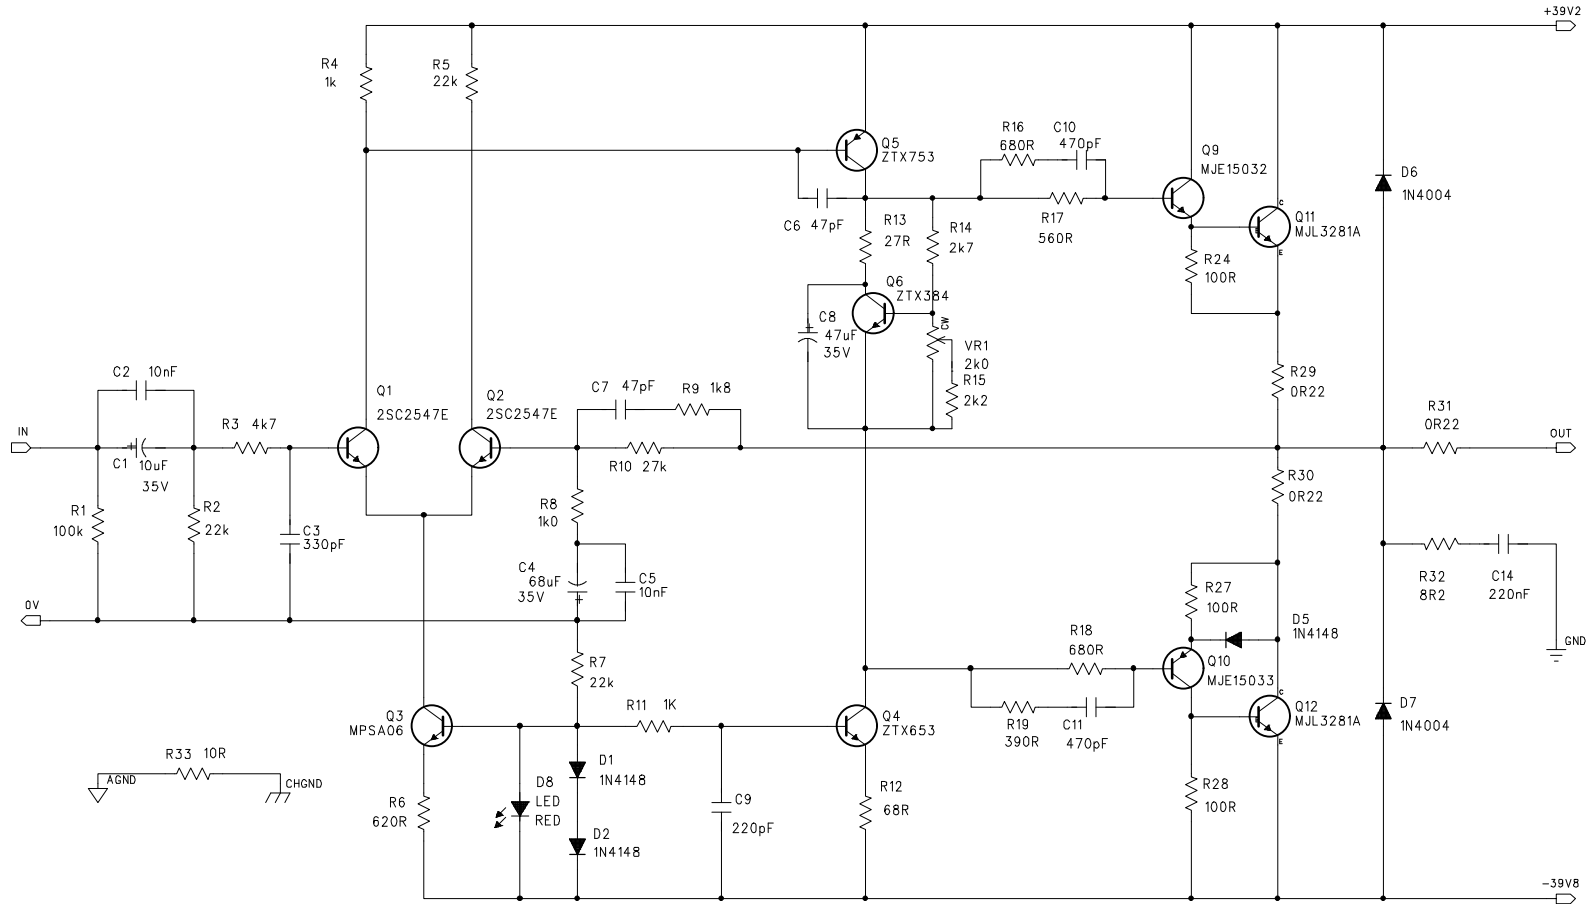 +39V2
R4
1k
R5
22k
Q5
ZTX753
R16
680R
C10
470pF
Q9
MJE15032
D6
1N4004
C6 47pF
R13
27R
R14
2k7
R17
560R
C
Q11
MJL3281A
E
R24
100R
Q6
ZTX384
C8
47uF
35V
CW
VR1
2k0
R15
2k2
R29
0R22
C2 10nF
Q1
2SC2547E
Q2
2SC2547E
C7 47pF
R9 1k8
R31
0R22
IN
R3 4k7
OUT
C1 10uF
35V
R10 27k
R30
0R22
R1
100k
R2
22k
C3
330pF
R8
1k0
C4
68uF
35V
C5
10nF
R32
8R2
C14
220nF
0V
R27
100R
D5
1N4148
GND
R7
22k
R18
680R
Q10
MJE15033
C
Q3
MPSA06
R11 1K
Q4
ZTX653
R19
390R
C11
470pF
Q12
MJL3281A
E
D7
1N4004
R33 10R
AGND
CHGND
D1
1N4148
D8
LED
RED
R6
620R
C9
220pF
R12
68R
R28
100R
D2
1N4148
-39V8